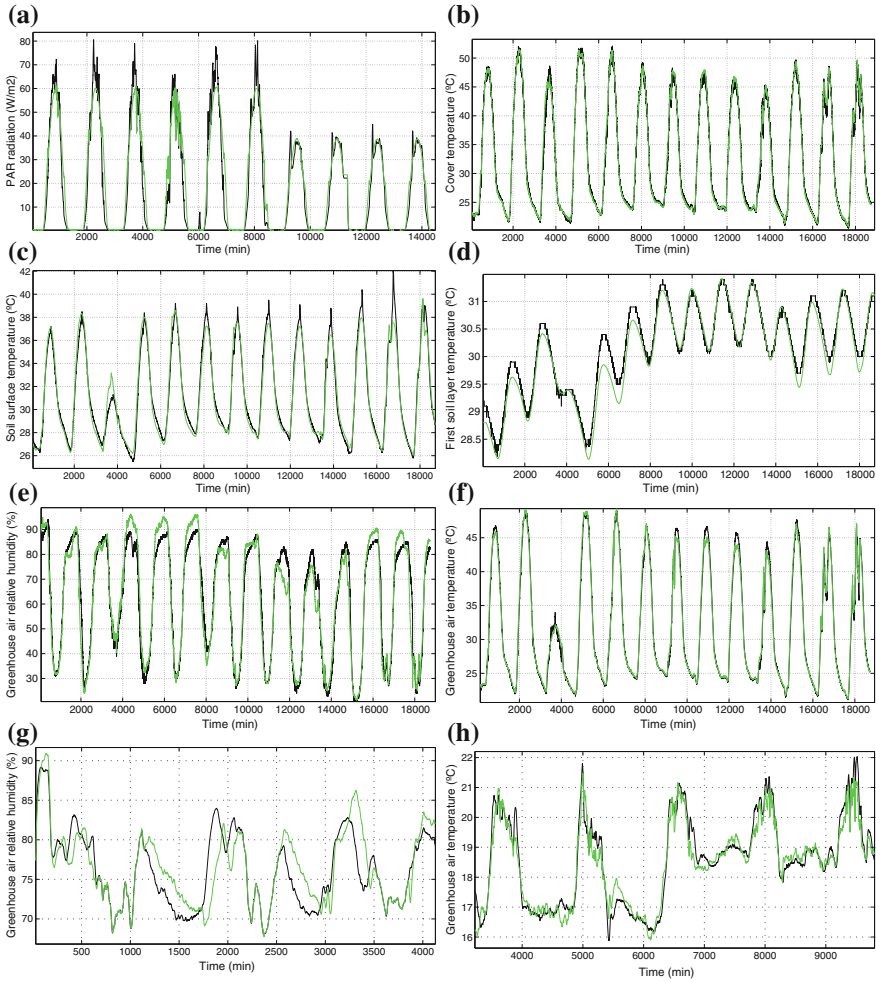 (a)
80
70
60
50
40
30
20
10
PAR radiation (W/m2)
2000 4000 6000 8000 10000 12000 14000
Time (min)
(b)
50
45
40
35
30
25
Cover temperature (ºC)
2000 4000 6000 8000 10000 12000 14000 16000 18000
Time (min)
(c)
42
40
38
36
34
32
30
28
26
Soil surface temperature (ºC)
2000 4000 6000 8000 10000 12000 14000 16000 18000
Time (min)
(d)
31
30.5
30
29.5
29
28.5
First soil layer temperature (ºC)
2000 4000 6000 8000 10000 12000 14000 16000 18000
Time (min)
(e)
90
80
70
60
50
40
30
Greenhouse air relative humidity (%)
2000 4000 6000 8000 10000 12000 14000 16000 18000
Time (min)
(f)
45
40
35
30
25
Greenhouse air temperature (ºC)
2000 4000 6000 8000 10000 12000 14000 16000 18000
Time (min)
(g)
90
85
80
75
70
Greenhouse air relative humidity (%)
500 1000 1500 2000 2500 3000 3500 4000
Time (min)
(h)
22
21
20
19
18
17
16
Greenhouse air temperature (ºC)
4000 5000 6000 7000 8000 9000
Time (min)